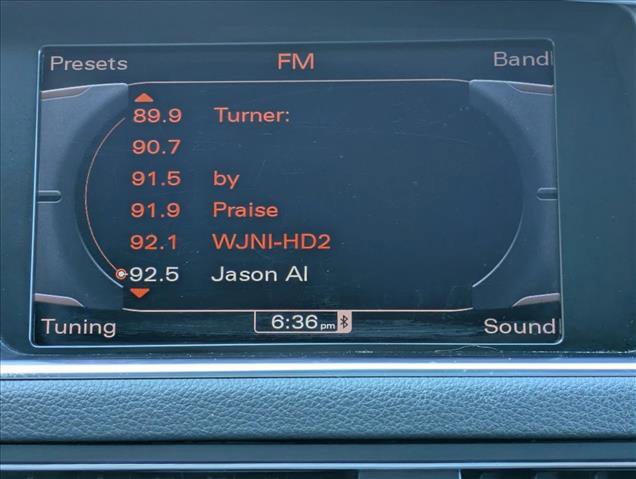 Presets FM Band
89.9 Turner:
90.7
91.5 by
91.9 Praise
92.1 WJNI-HD2
92.5 Jason Al
Tuning 6:36 pm Sound